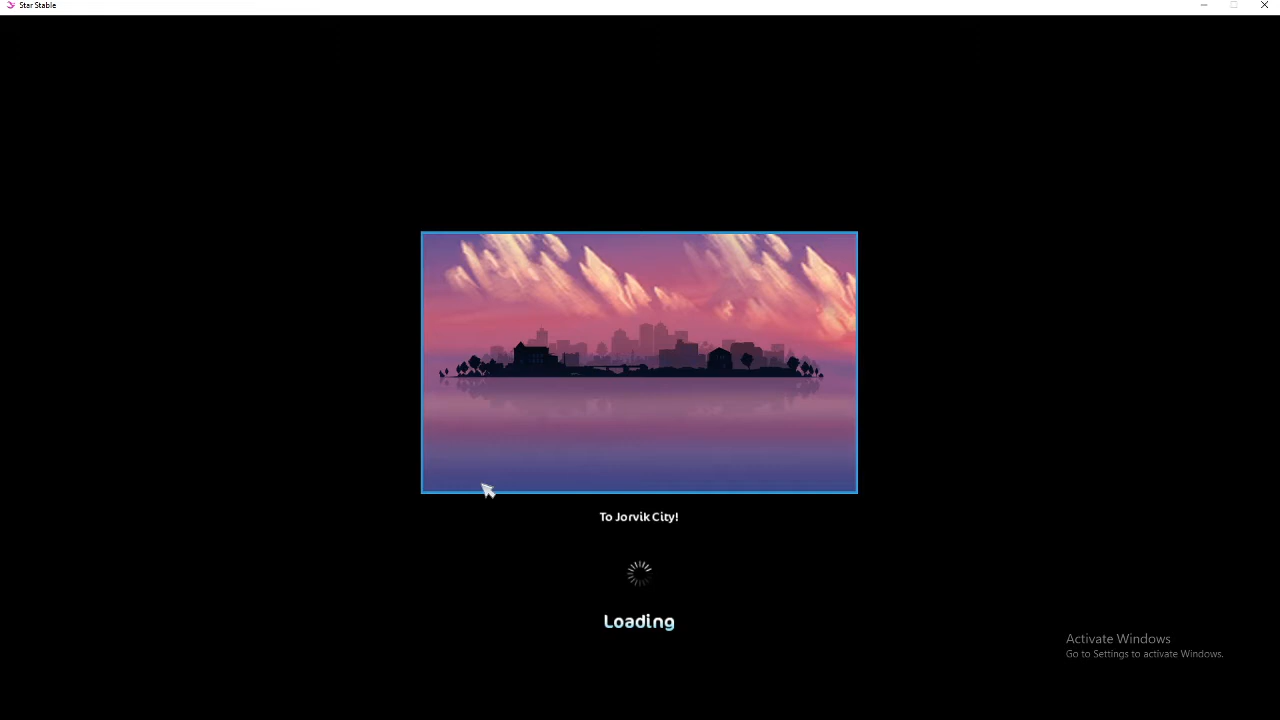 Star Stable
To Jorvik City!
Loading
Activate Windows
Go to Settings to activate Windows.